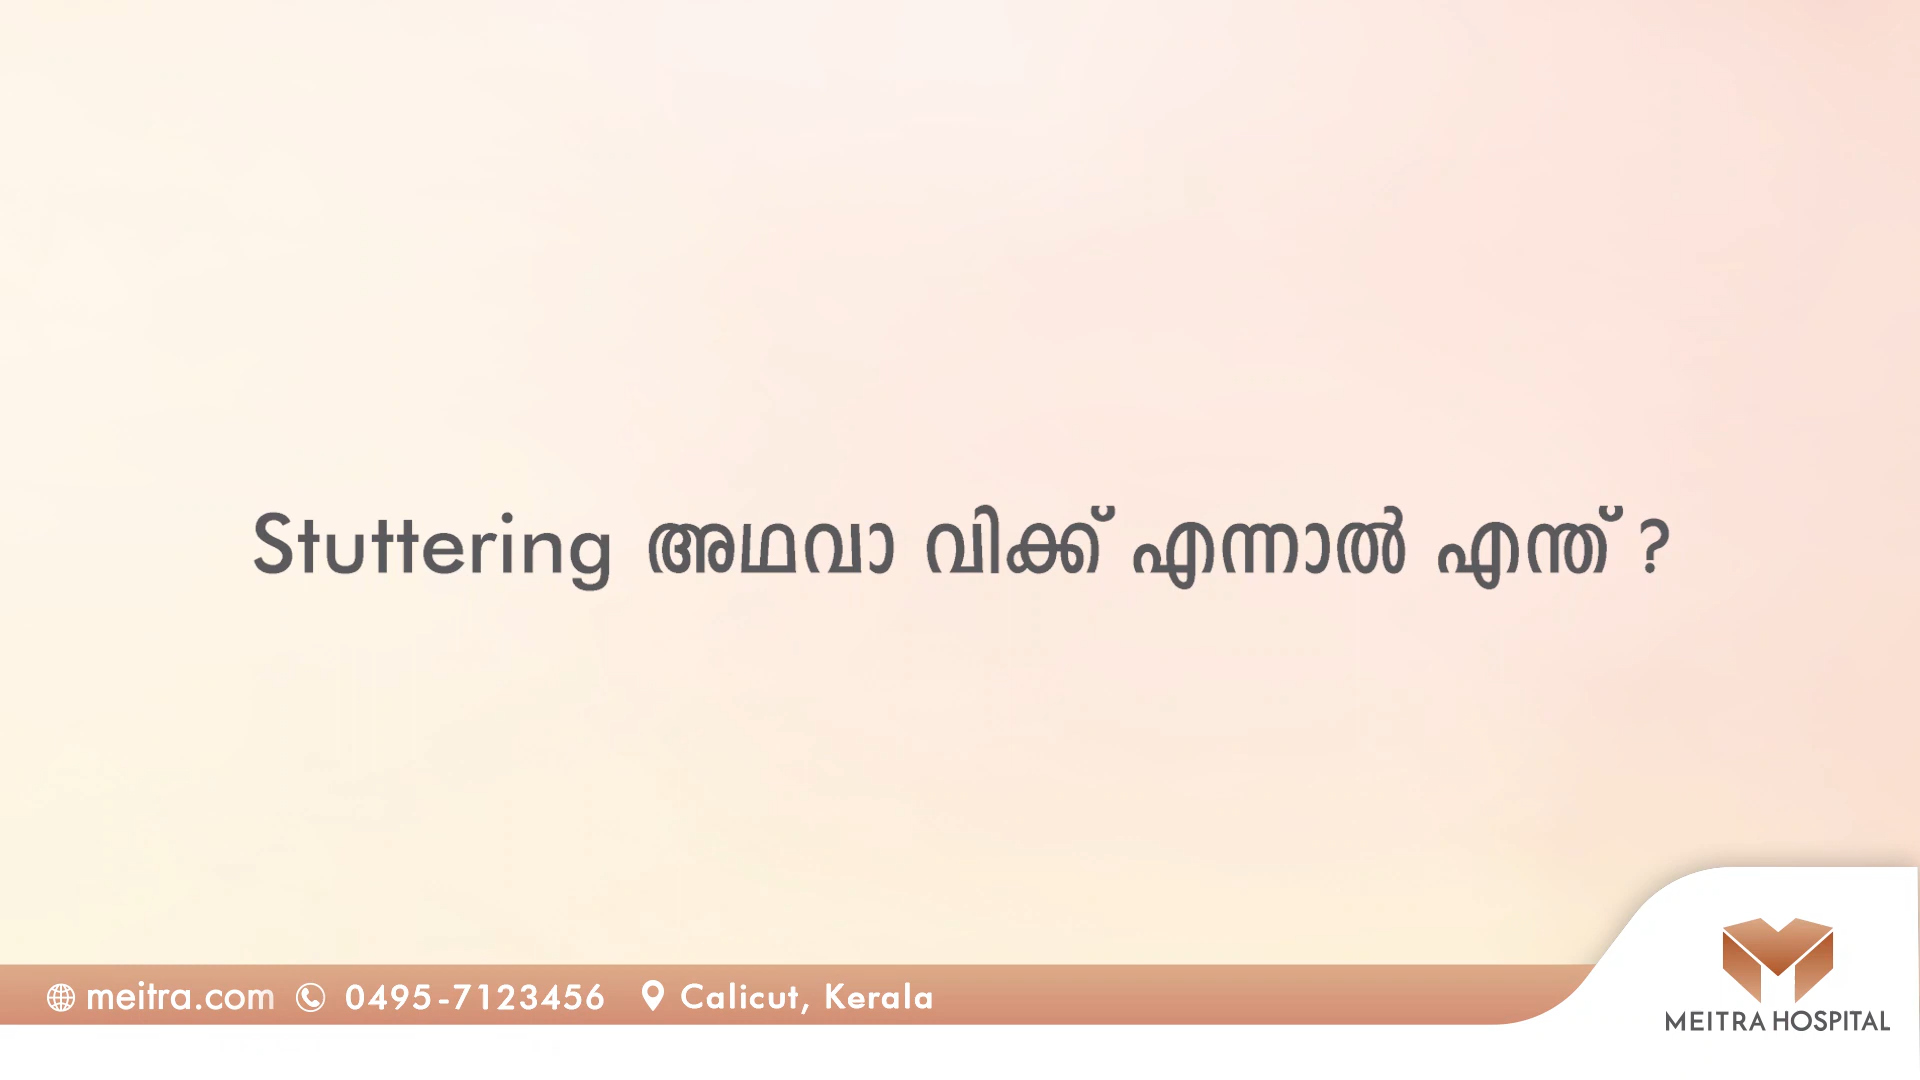 Stuttering അഥവാ വിക്ക് എന്നാൽ എന്ത് ?
meitra.com 0495-7123456 Calicut, Kerala
MEITRA HOSPITAL